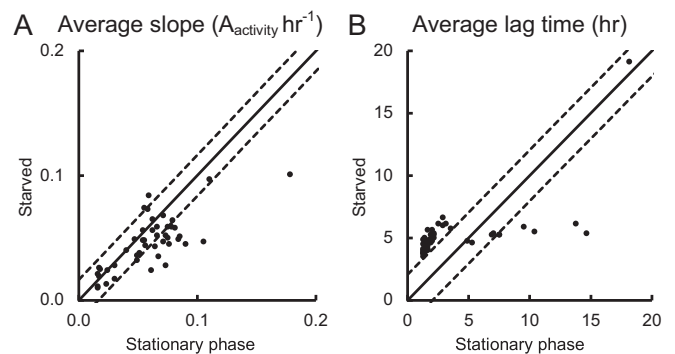 A Average slope (A_activity hr⁻¹)
B Average lag time (hr)
0.2
0.1
0.0
Starved
0.0 0.1 0.2
Stationary phase
20
15
10
5
0
Starved
0 5 10 15 20
Stationary phase